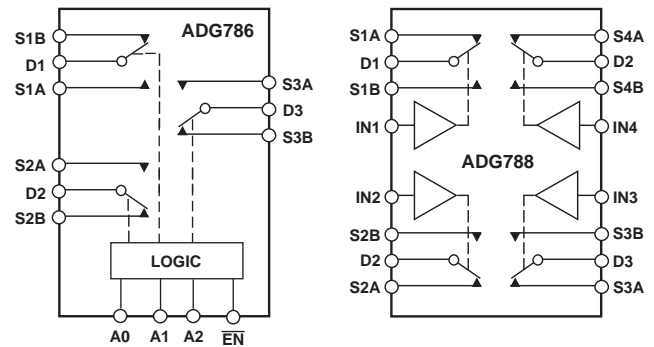 ADG786
S1B
D1
S1A
S3A
D3
S3B
S2A
D2
S2B
LOGIC
A0 A1 A2 E̅N̅
S1A
D1
S1B
IN1
S4A
D2
S4B
IN4
ADG788
IN2
S2B
D2
S2A
IN3
S3B
D3
S3A